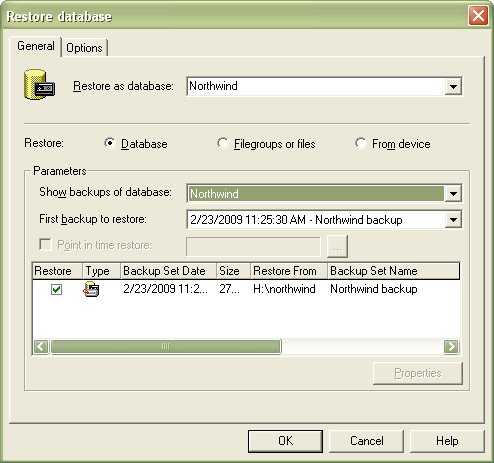 Restore database
General Options
Restore as database: Northwind
Restore: Database Filegroups or files From device
Parameters
Show backups of database: Northwind
First backup to restore: 2/23/2009 11:25:30 AM - Northwind backup
Point in time restore: ...
Restore Type Backup Set Date Size Restore From Backup Set Name
2/23/2009 11:2... 27... H:\northwind Northwind backup
Properties
OK Cancel Help